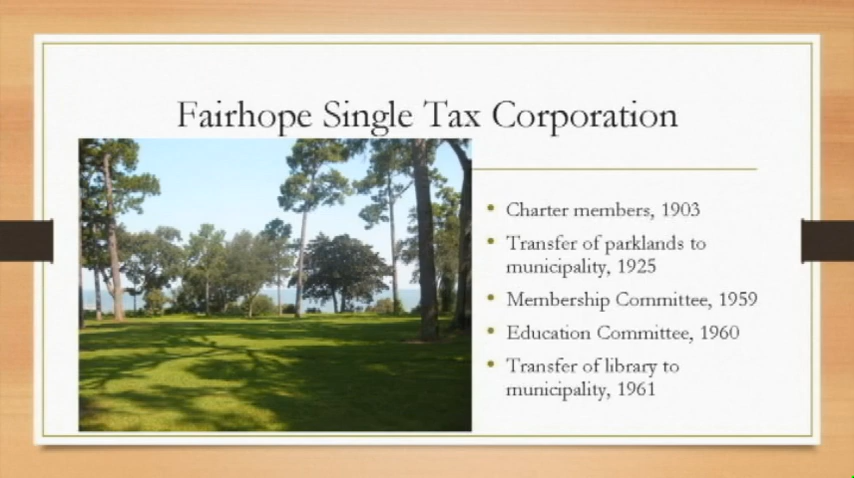 Fairhope Single Tax Corporation
• Charter members, 1903
• Transfer of parklands to
municipality, 1925
• Membership Committee, 1959
• Education Committee, 1960
• Transfer of library to
municipality, 1961